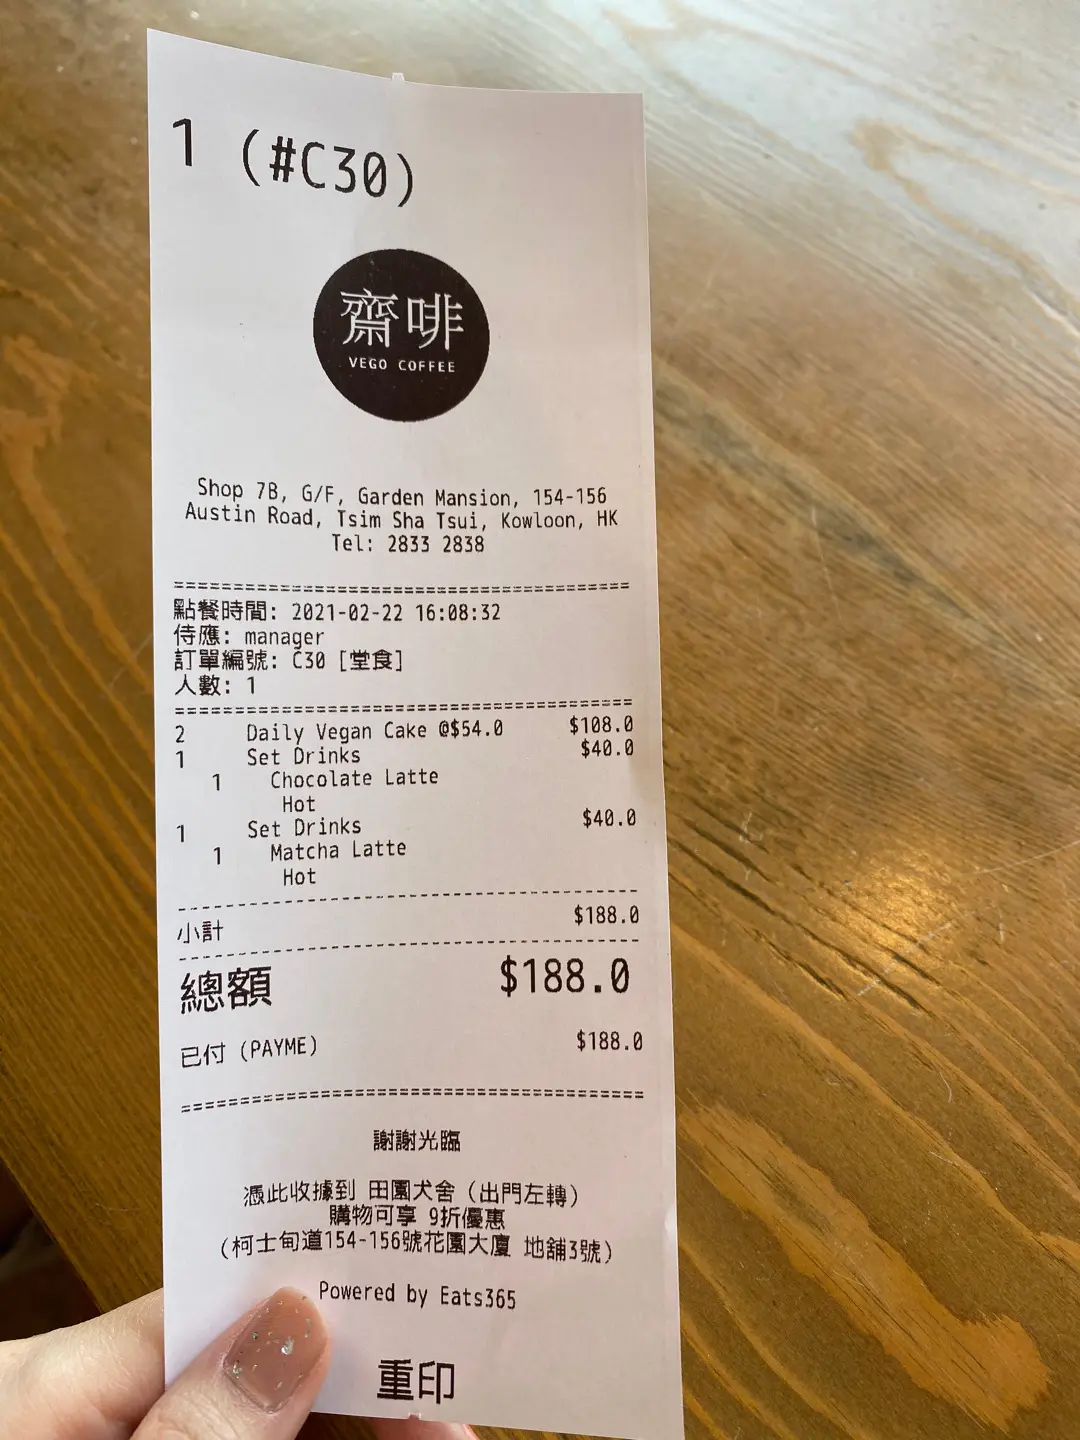 1 (#C30)
齋啡
VEGO COFFEE
Shop 7B, G/F, Garden Mansion, 154-156
Austin Road, Tsim Sha Tsui, Kowloon, HK
Tel: 2833 2838
點餐時間: 2021-02-22 16:08:32
侍應: manager
訂單編號: C30 [堂食]
人數: 1
2 Daily Vegan Cake @$54.0 $108.0
1 Set Drinks $40.0
1 Chocolate Latte
Hot
1 Set Drinks $40.0
1 Matcha Latte
Hot
小計 $188.0
總額 $188.0
已付 (PAYME) $188.0
謝謝光臨
憑此收據到 田園犬舍 (出門左轉)
購物可享 9折優惠
(柯士甸道154-156號花園大廈 地舖3號)
Powered by Eats365
重印